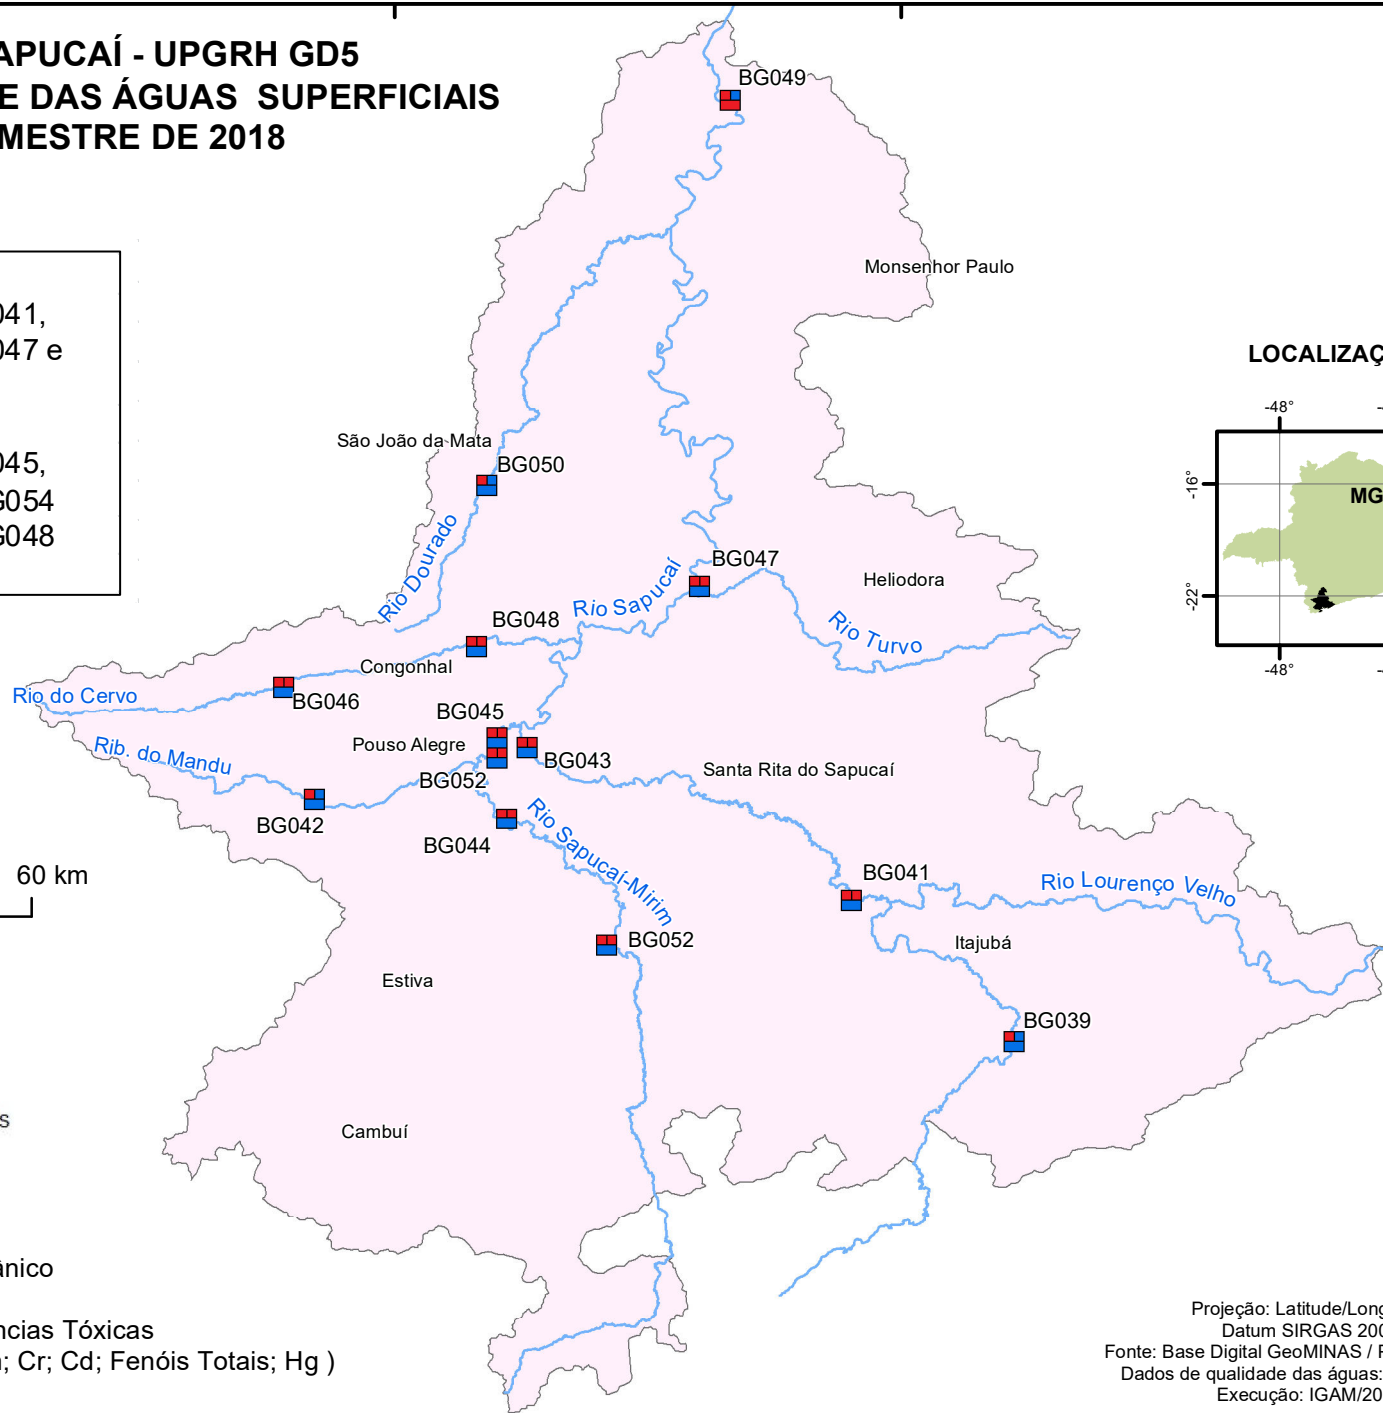 APUCAÍ - UPGRH GD5
E DAS ÁGUAS SUPERFICIAIS
MESTRE DE 2018
BG049
041,
047 e
Monsenhor Paulo
LOCALIZAÇ
-48°
São João da Mata
045,
BG050
-16°
MG
G054
G048
Rio Dourado
BG047
Heliodora
Rio Sapucaí
-22°
BG048
Rio Turvo
Congonhal
-48°
Rio do Cervo
BG046
BG045
Rib. do Mandu
Pouso Alegre
BG043
Santa Rita do Sapucaí
BG052
BG042
Rio Sapucaí-Mirim
BG044
60 km
BG041
Rio Lourenço Velho
BG052
Itajubá
Estiva
BG039
s
Cambuí
ânico
ncias Tóxicas
; Cr; Cd; Fenóis Totais; Hg )
Projeção: Latitude/Long
Datum SIRGAS 200
Fonte: Base Digital GeoMINAS / P
Dados de qualidade das águas:
Execução: IGAM/20